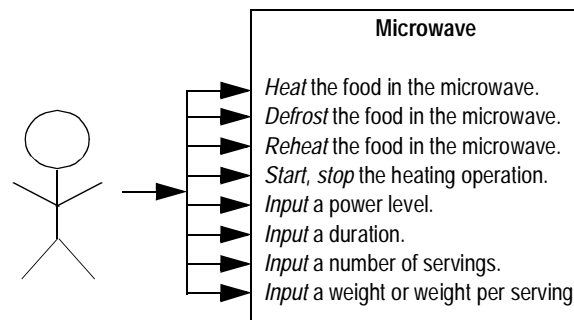 Microwave
Heat the food in the microwave.
Defrost the food in the microwave.
Reheat the food in the microwave.
Start, stop the heating operation.
Input a power level.
Input a duration.
Input a number of servings.
Input a weight or weight per serving